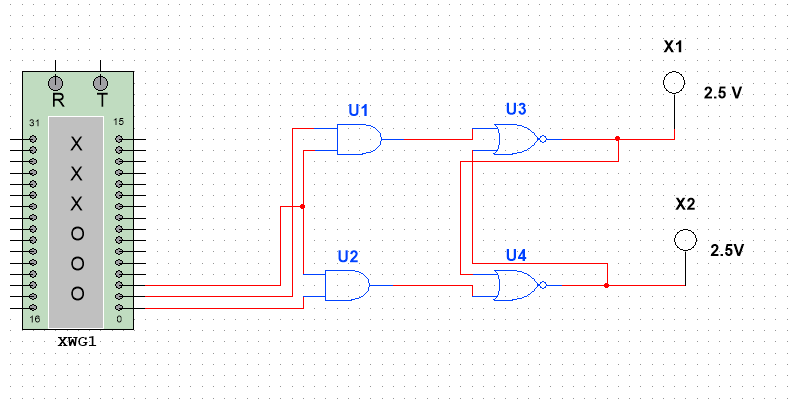 X1
2.5 V
U1
U3
R T
31 15
X
X
X
O
O
O
X2
2.5V
U2
U4
16 0
XWG1